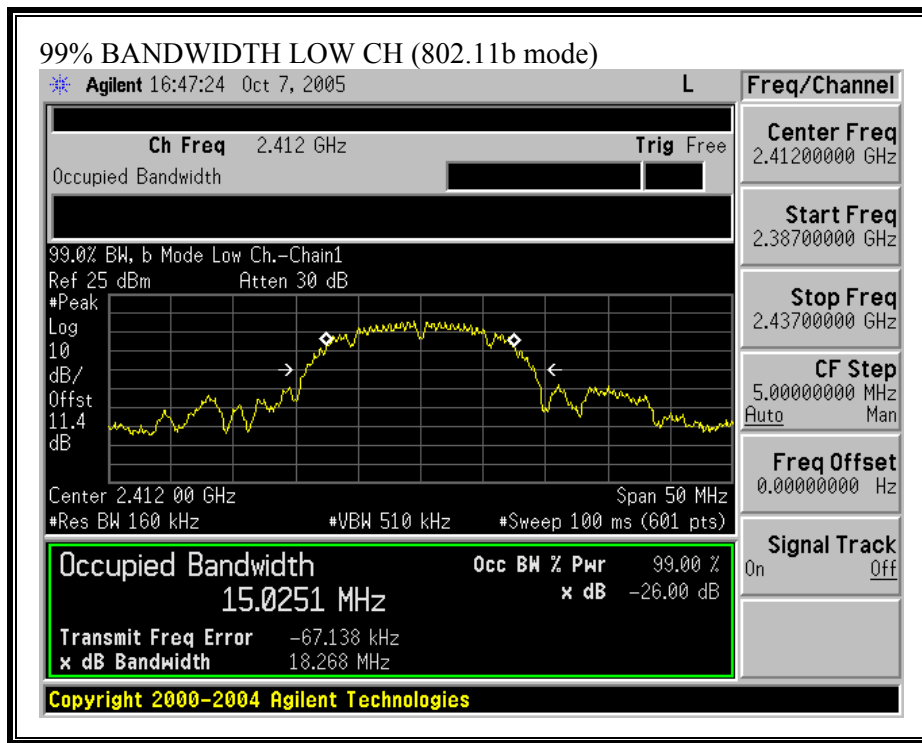 99% BANDWIDTH LOW CH (802.11b mode)
Agilent 16:47:24 Oct 7, 2005 L
Freq/Channel
Ch Freq 2.412 GHz Trig Free
Occupied Bandwidth
Center Freq
2.41200000 GHz
Start Freq
2.38700000 GHz
Stop Freq
2.43700000 GHz
CF Step
5.00000000 MHz
Auto Man
Freq Offset
0.00000000 Hz
Signal Track
On Off
99.0% BW, b Mode Low Ch.-Chain1
Ref 25 dBm Atten 30 dB
#Peak
Log
10
dB/
Offst
11.4
dB
Center 2.412 00 GHz Span 50 MHz
#Res BW 160 kHz #VBW 510 kHz #Sweep 100 ms (601 pts)
Occupied Bandwidth Occ BW % Pwr 99.00 %
15.0251 MHz x dB -26.00 dB
Transmit Freq Error -67.138 kHz
x dB Bandwidth 18.268 MHz
Copyright 2000-2004 Agilent Technologies